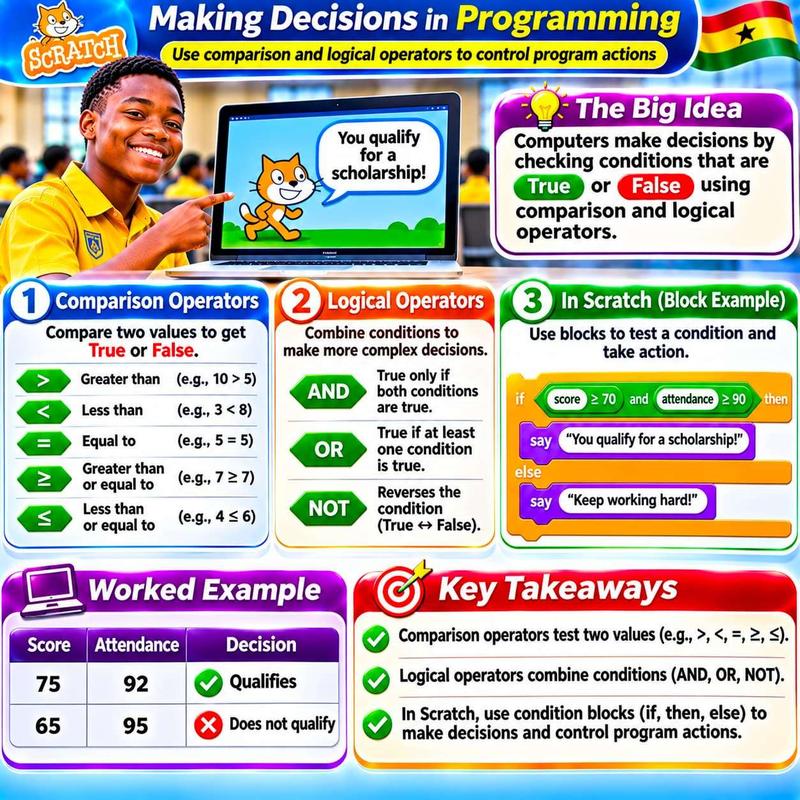 SCRATCH
Making Decisions in Programming
Use comparison and logical operators to control program actions
You qualify
for a
scholarship!
The Big Idea
Computers make decisions by
checking conditions that are
True or False using
comparison and logical
operators.
1 Comparison Operators
Compare two values to get
True or False.
> Greater than (e.g., 10 > 5)
< Less than (e.g., 3 < 8)
= Equal to (e.g., 5 = 5)
≥ Greater than
or equal to (e.g., 7 ≥ 7)
≤ Less than
or equal to (e.g., 4 ≤ 6)
2 Logical Operators
Combine conditions to
make more complex decisions.
AND True only if
both conditions
are true.
OR True if at least
one condition
is true.
NOT Reverses the
condition
(True ↔ False).
3 In Scratch (Block Example)
Use blocks to test a condition and
take action.
if score ≥ 70 and attendance ≥ 90 then
say “You qualify for a scholarship!”
else
say “Keep working hard!”
Worked Example
Score Attendance Decision
75 92 Qualifies
65 95 Does not qualify
Key Takeaways
Comparison operators test two values (e.g., >, <, =, ≥, ≤).
Logical operators combine conditions (AND, OR, NOT).
In Scratch, use condition blocks (if, then, else) to
make decisions and control program actions.